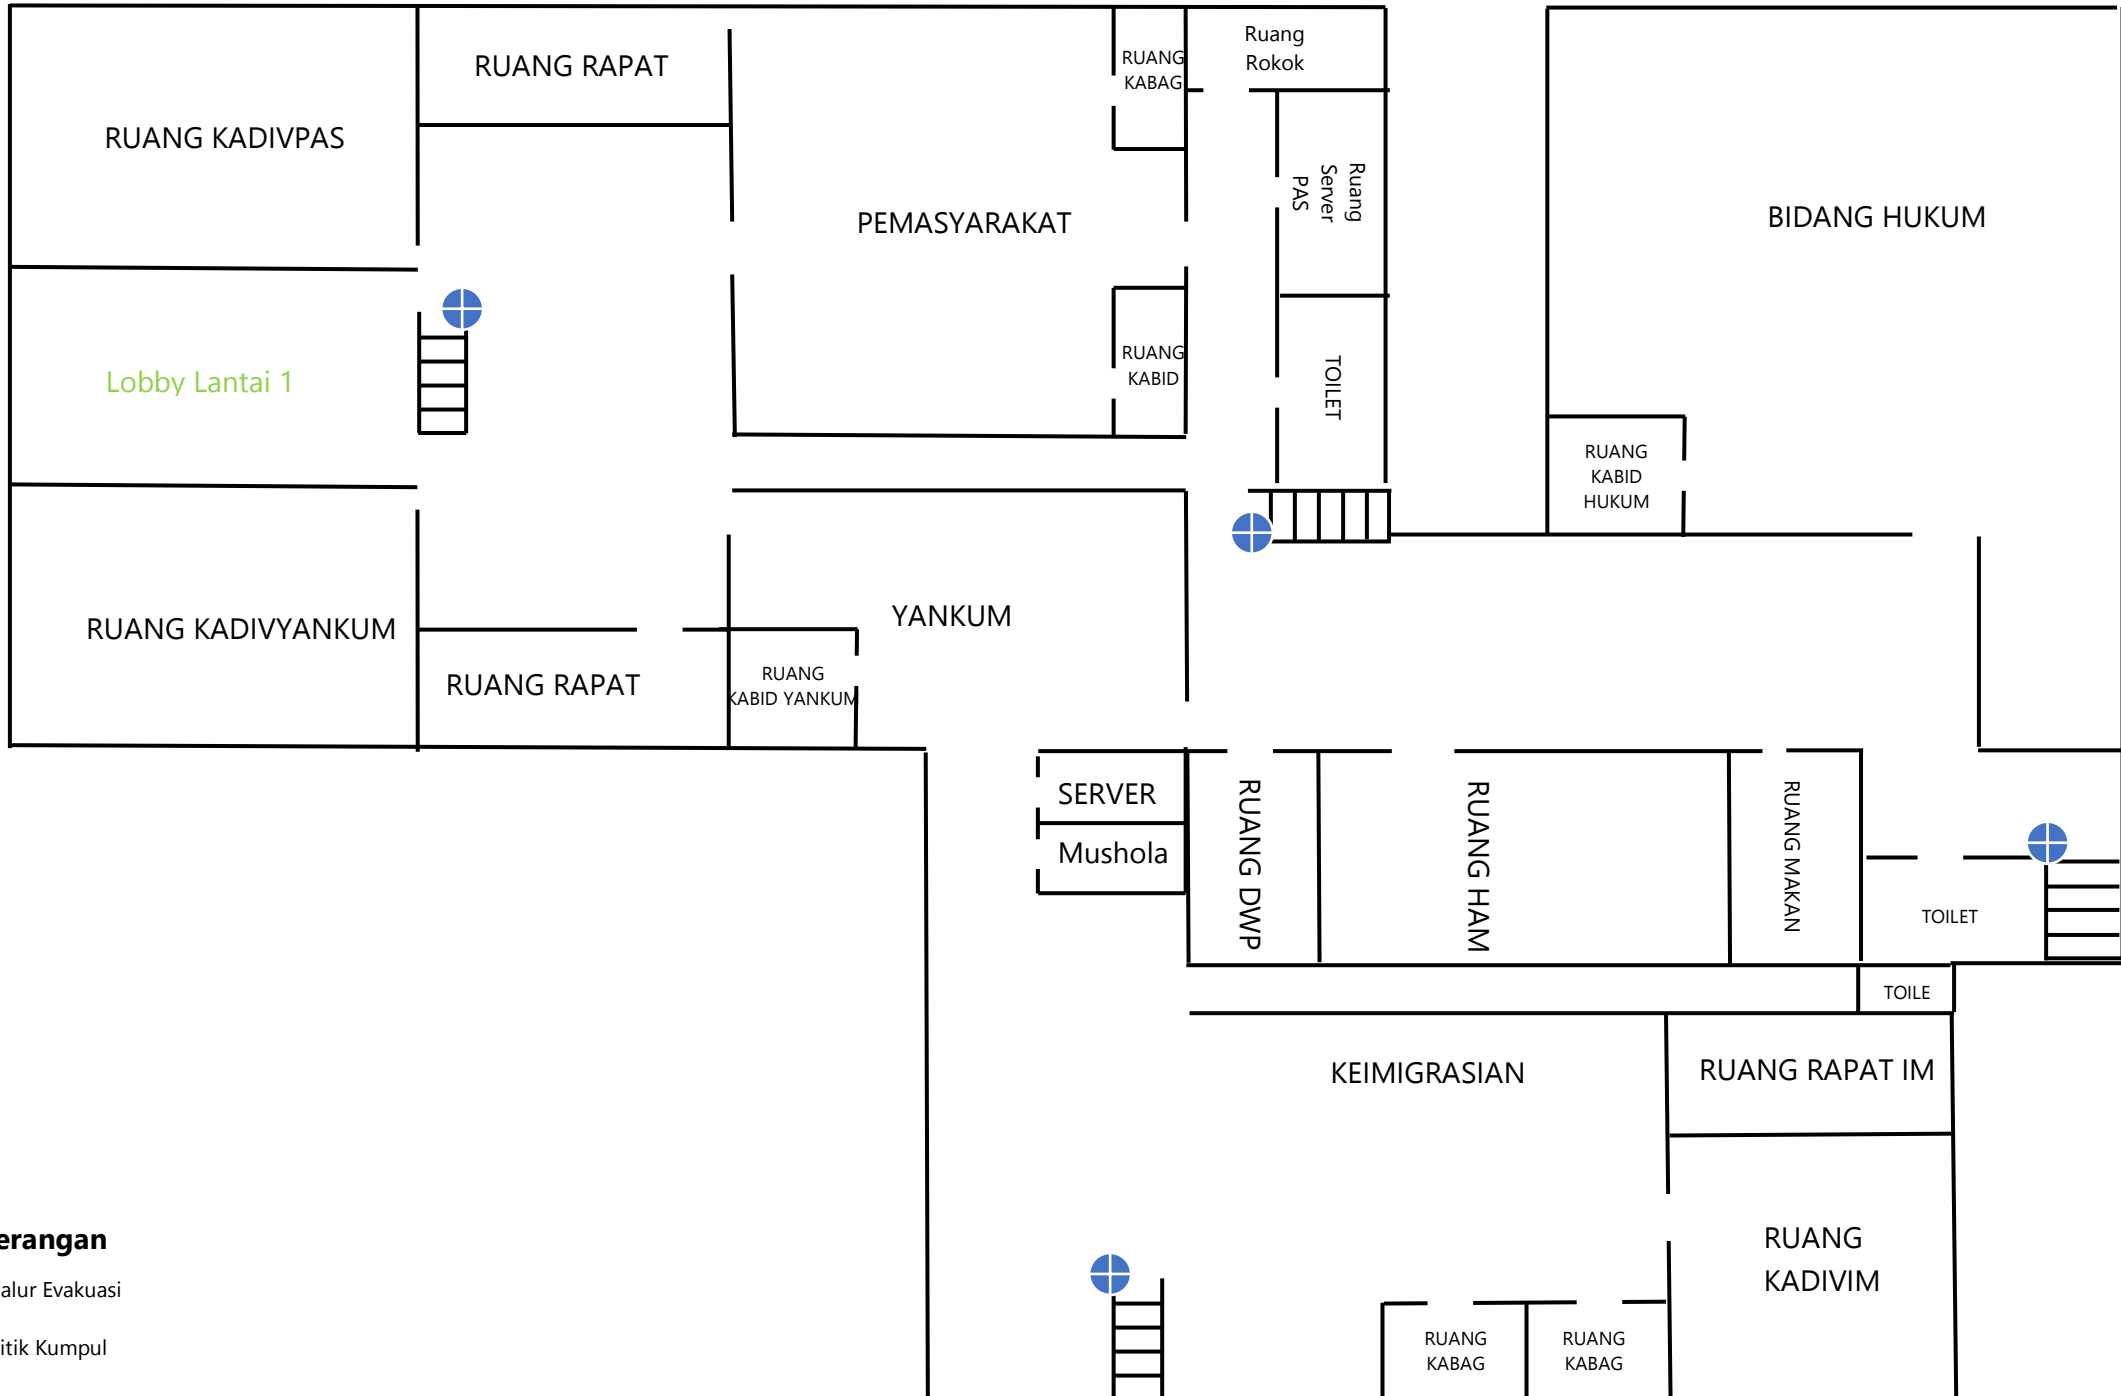 RUANG RAPAT
RUANG
KABAG
Ruang
Rokok
RUANG KADIVPAS
Ruang
Server
PAS
PEMASYARAKAT
BIDANG HUKUM
Lobby Lantai 1
RUANG
KABID
TOILET
RUANG
KABID
HUKUM
RUANG KADIVYANKUM
YANKUM
RUANG RAPAT
RUANG
KABID YANKUM
SERVER
Mushola
RUANG DWP
RUANG HAM
RUANG MAKAN
TOILET
TOILE
KEIMIGRASIAN
RUANG RAPAT IM
RUANG
KADIVIM
RUANG
KABAG
RUANG
KABAG
erangan
alur Evakuasi
itik Kumpul